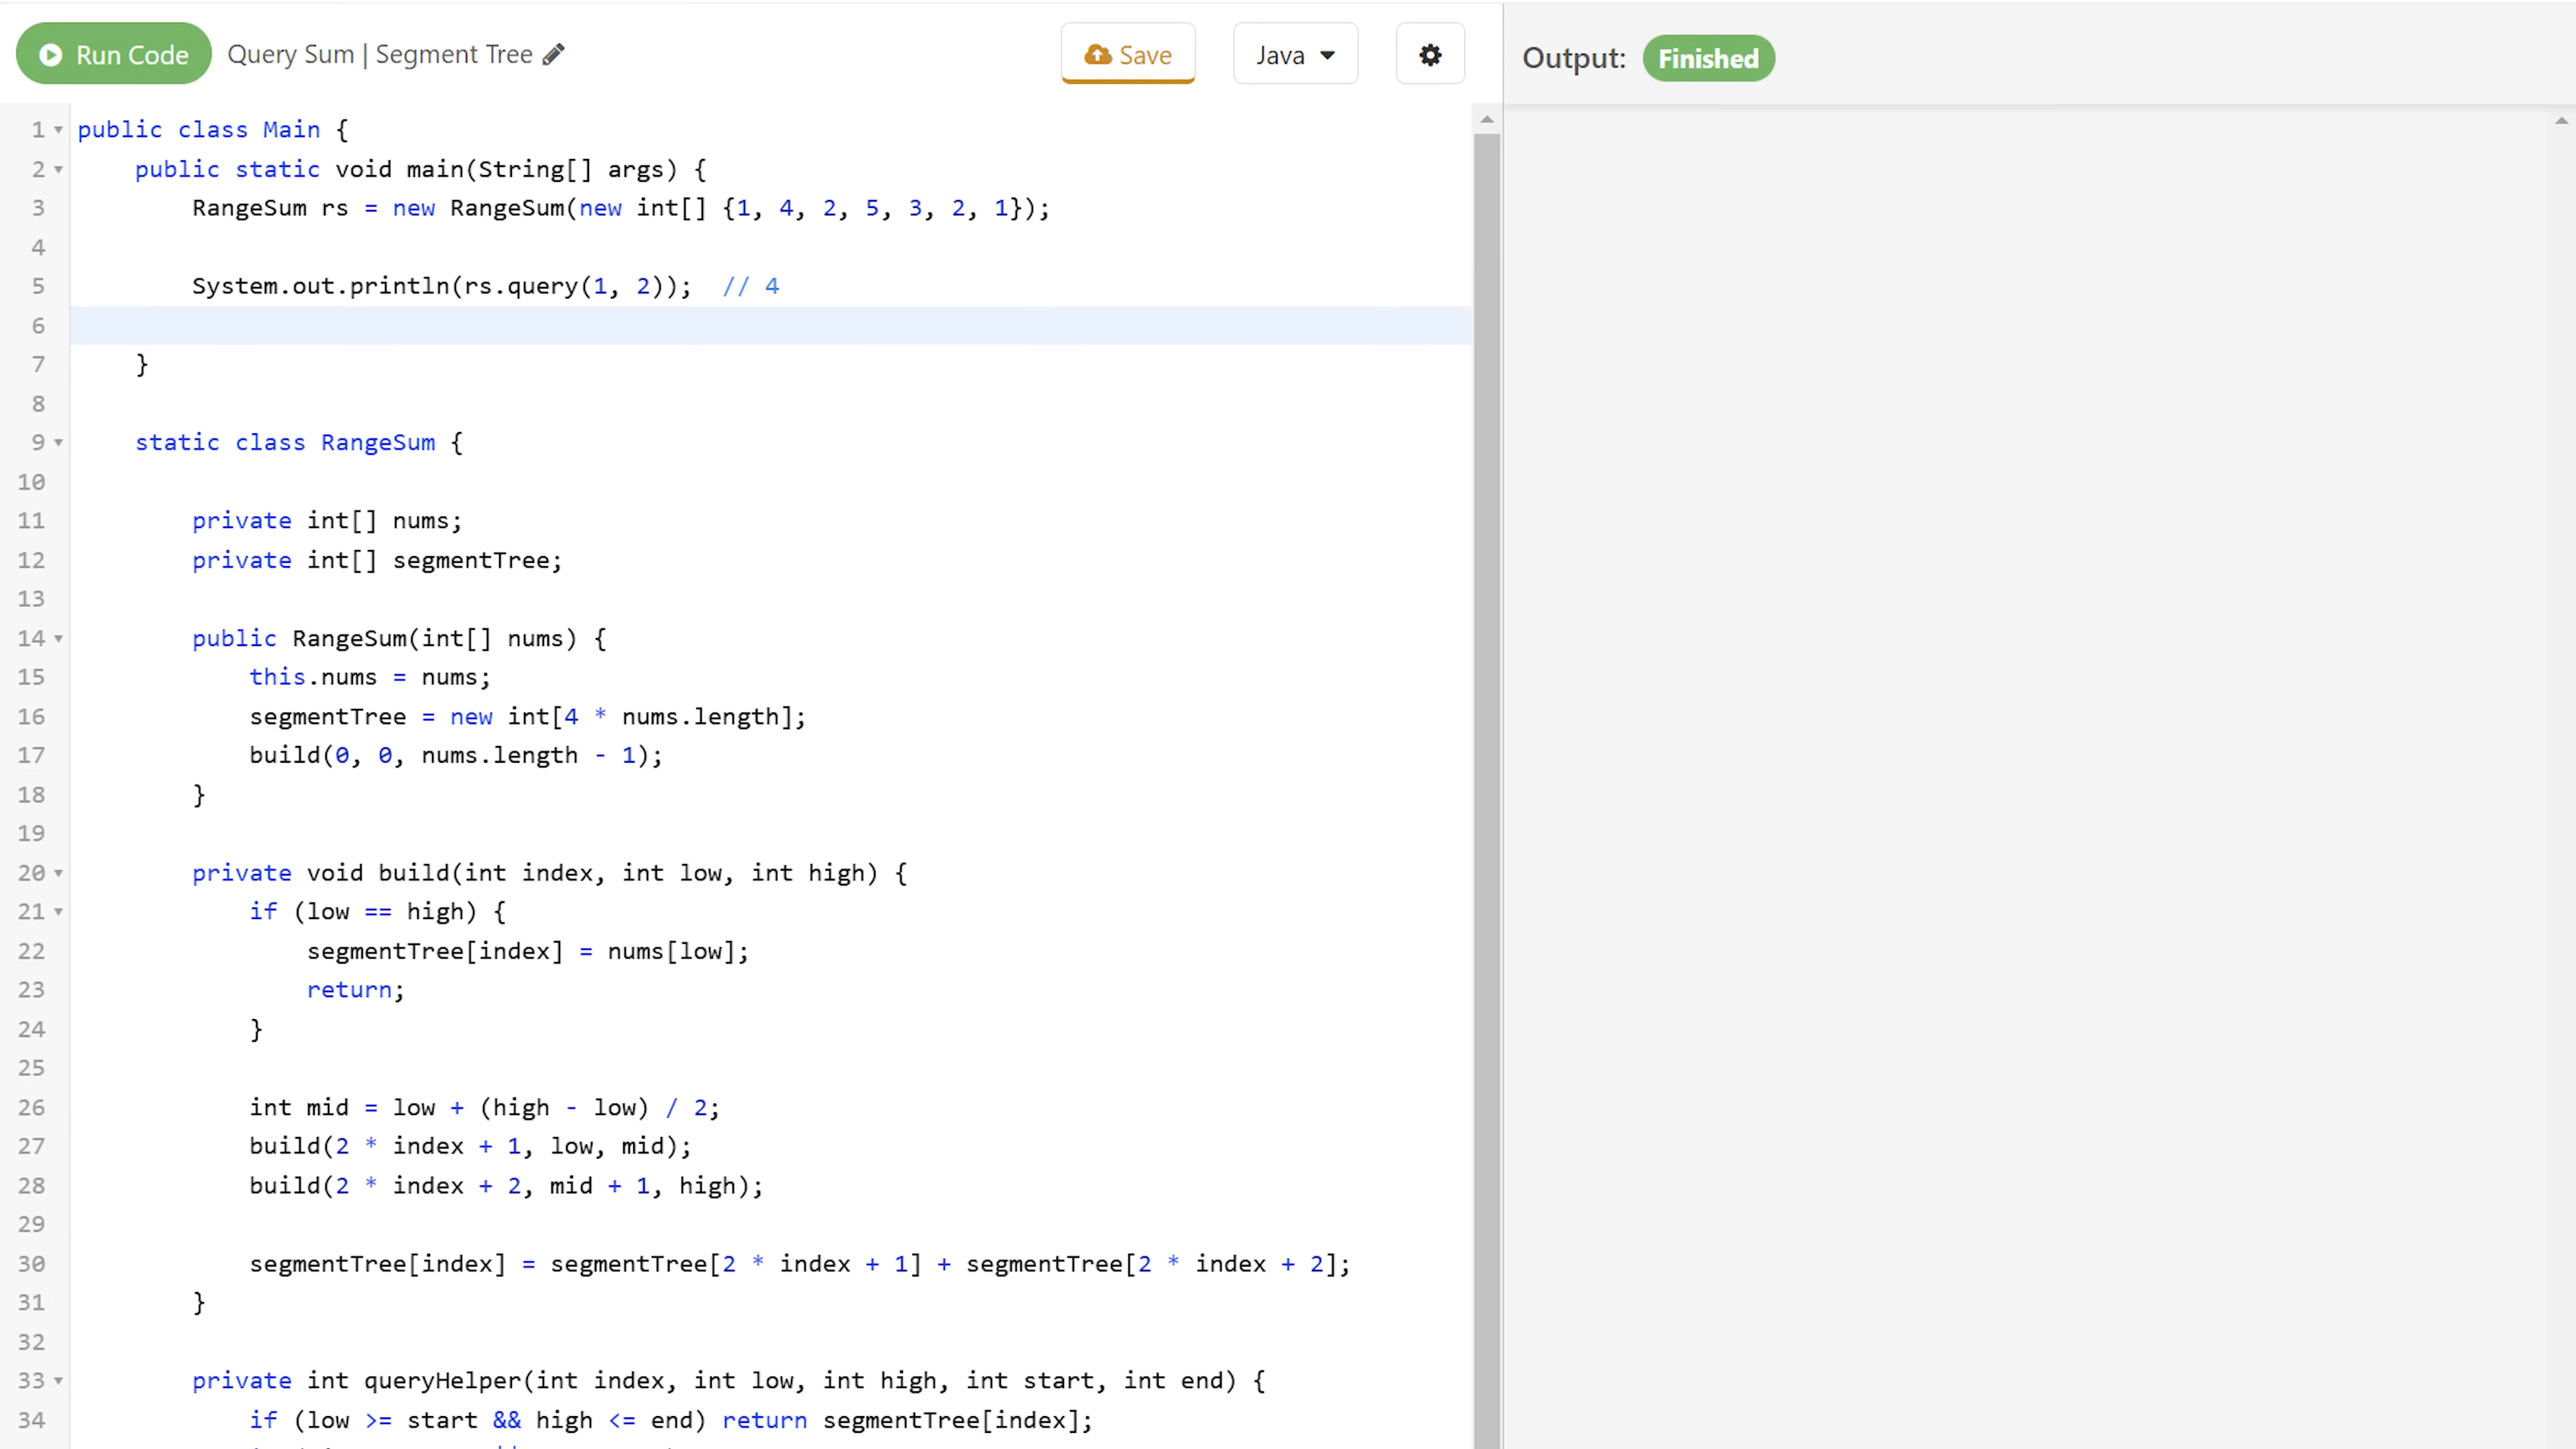 Run Code Query Sum | Segment Tree Save Java Output: Finished
1 public class Main {
2 public static void main(String[] args) {
3 RangeSum rs = new RangeSum(new int[] {1, 4, 2, 5, 3, 2, 1});
4
5 System.out.println(rs.query(1, 2)); // 4
6
7 }
8
9 static class RangeSum {
10
11 private int[] nums;
12 private int[] segmentTree;
13
14 public RangeSum(int[] nums) {
15 this.nums = nums;
16 segmentTree = new int[4 * nums.length];
17 build(0, 0, nums.length - 1);
18 }
19
20 private void build(int index, int low, int high) {
21 if (low == high) {
22 segmentTree[index] = nums[low];
23 return;
24 }
25
26 int mid = low + (high - low) / 2;
27 build(2 * index + 1, low, mid);
28 build(2 * index + 2, mid + 1, high);
29
30 segmentTree[index] = segmentTree[2 * index + 1] + segmentTree[2 * index + 2];
31 }
32
33 private int queryHelper(int index, int low, int high, int start, int end) {
34 if (low >= start && high <= end) return segmentTree[index];